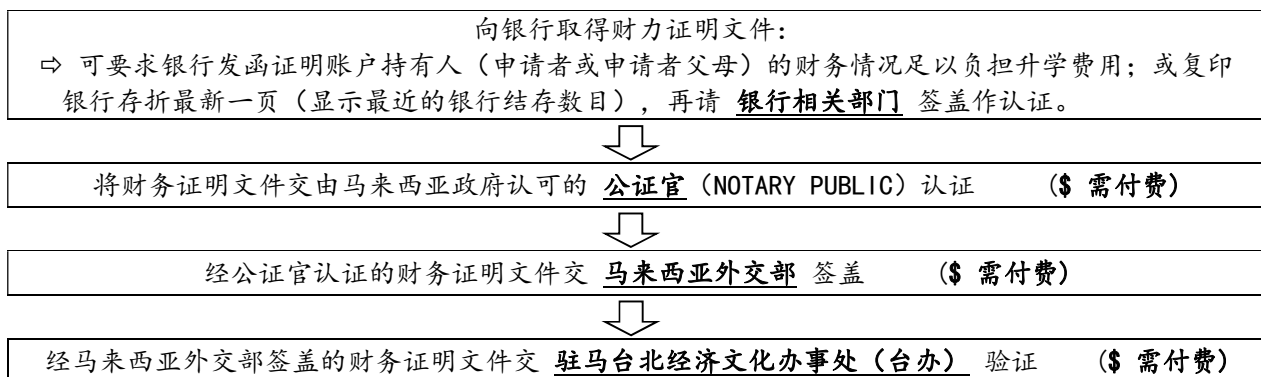 向银行取得财力证明文件:
⇨ 可要求银行发函证明账户持有人（申请者或申请者父母）的财务情况足以负担升学费用；或复印
银行存折最新一页（显示最近的银行结存数目），再请 银行相关部门 签盖作认证。
将财务证明文件交由马来西亚政府认可的 公证官（NOTARY PUBLIC）认证 ($ 需付费)
经公证官认证的财务证明文件交 马来西亚外交部 签盖 ($ 需付费)
经马来西亚外交部签盖的财务证明文件交 驻马台北经济文化办事处（台办） 验证 ($ 需付费)